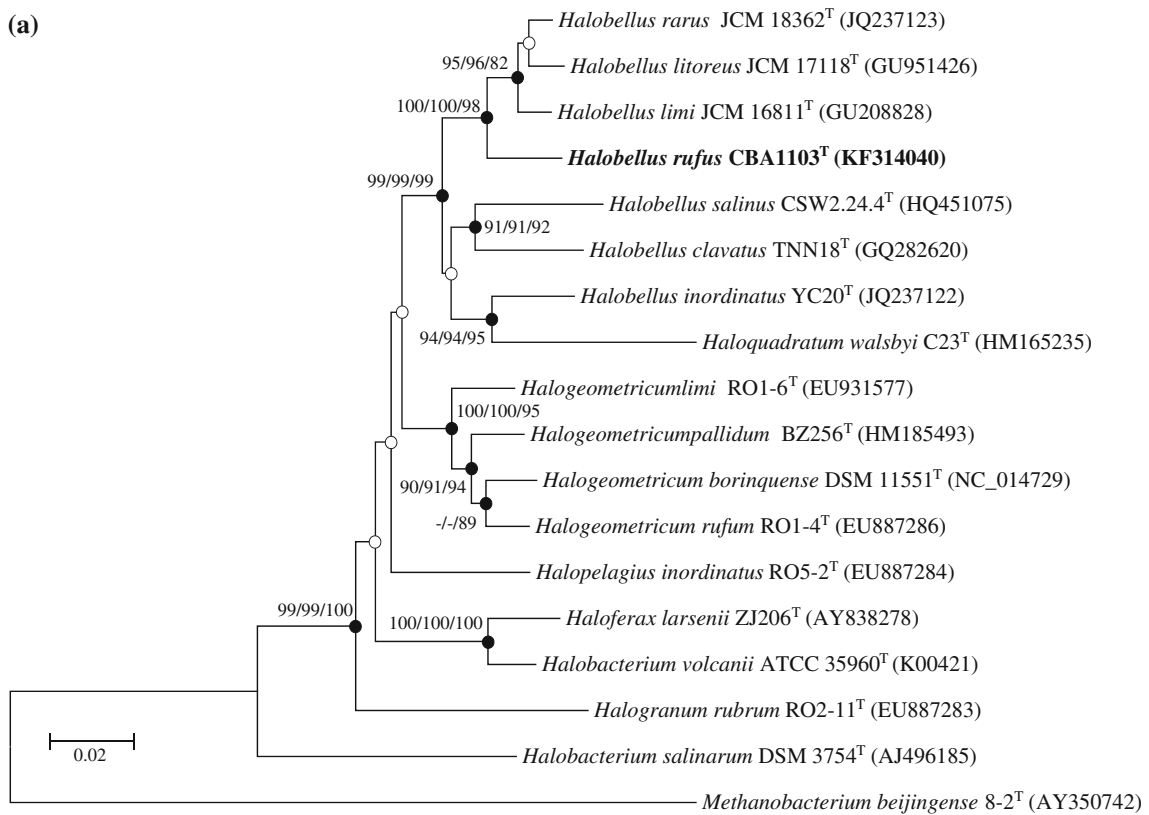 (a)
Halobellus rarus JCM 18362T (JQ237123)
95/96/82
Halobellus litoreus JCM 17118T (GU951426)
100/100/98
Halobellus limi JCM 16811T (GU208828)
Halobellus rufus CBA1103T (KF314040)
99/99/99
Halobellus salinus CSW2.24.4T (HQ451075)
91/91/92
Halobellus clavatus TNN18T (GQ282620)
Halobellus inordinatus YC20T (JQ237122)
94/94/95
Haloquadratum walsbyi C23T (HM165235)
Halogeometricumlimi RO1-6T (EU931577)
100/100/95
Halogeometricumpallidum BZ256T (HM185493)
90/91/94
Halogeometricum borinquense DSM 11551T (NC_014729)
-/-/89
Halogeometricum rufum RO1-4T (EU887286)
Halopelagius inordinatus RO5-2T (EU887284)
99/99/100
100/100/100
Haloferax larsenii ZJ206T (AY838278)
Halobacterium volcanii ATCC 35960T (K00421)
Halogranum rubrum RO2-11T (EU887283)
0.02
Halobacterium salinarum DSM 3754T (AJ496185)
Methanobacterium beijingense 8-2T (AY350742)